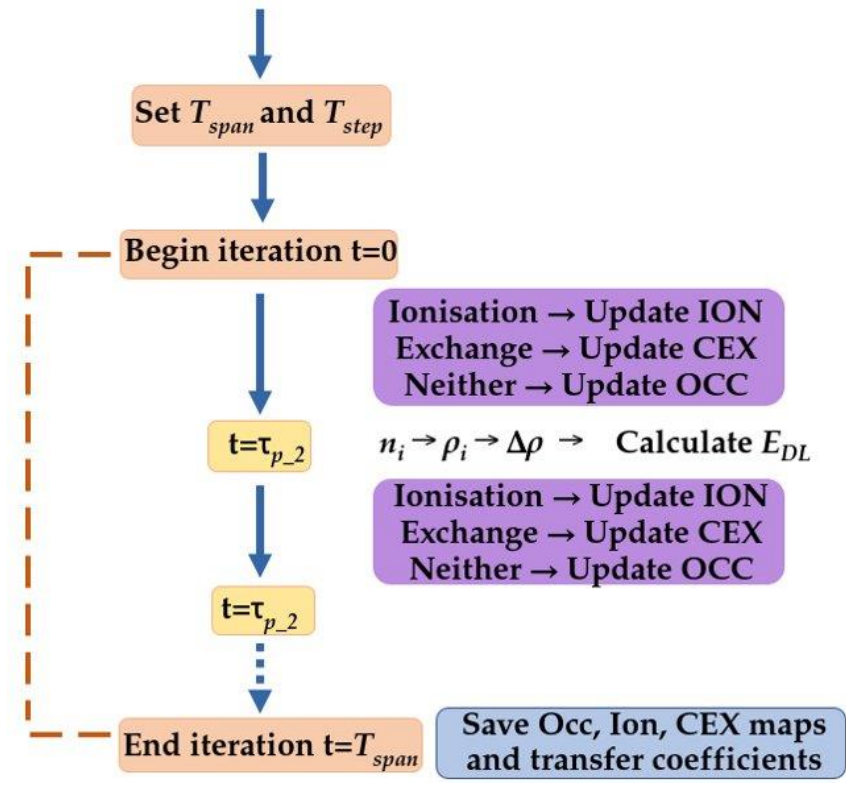 Set T_span and T_step
Begin iteration t=0
Ionisation → Update ION
Exchange → Update CEX
Neither → Update OCC
t=τ_p_2
n_i → ρ_i → Δρ → Calculate E_DL
Ionisation → Update ION
Exchange → Update CEX
Neither → Update OCC
t=τ_p_2
End iteration t=T_span
Save Occ, Ion, CEX maps
and transfer coefficients